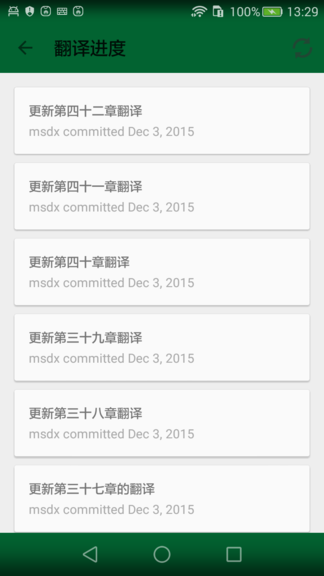 100% 13:29
翻译进度
更新第四十二章翻译
msdx committed Dec 3, 2015
更新第四十一章翻译
msdx committed Dec 3, 2015
更新第四十章翻译
msdx committed Dec 3, 2015
更新第三十九章翻译
msdx committed Dec 3, 2015
更新第三十八章翻译
msdx committed Dec 3, 2015
更新第三十七章的翻译
msdx committed Dec 3, 2015